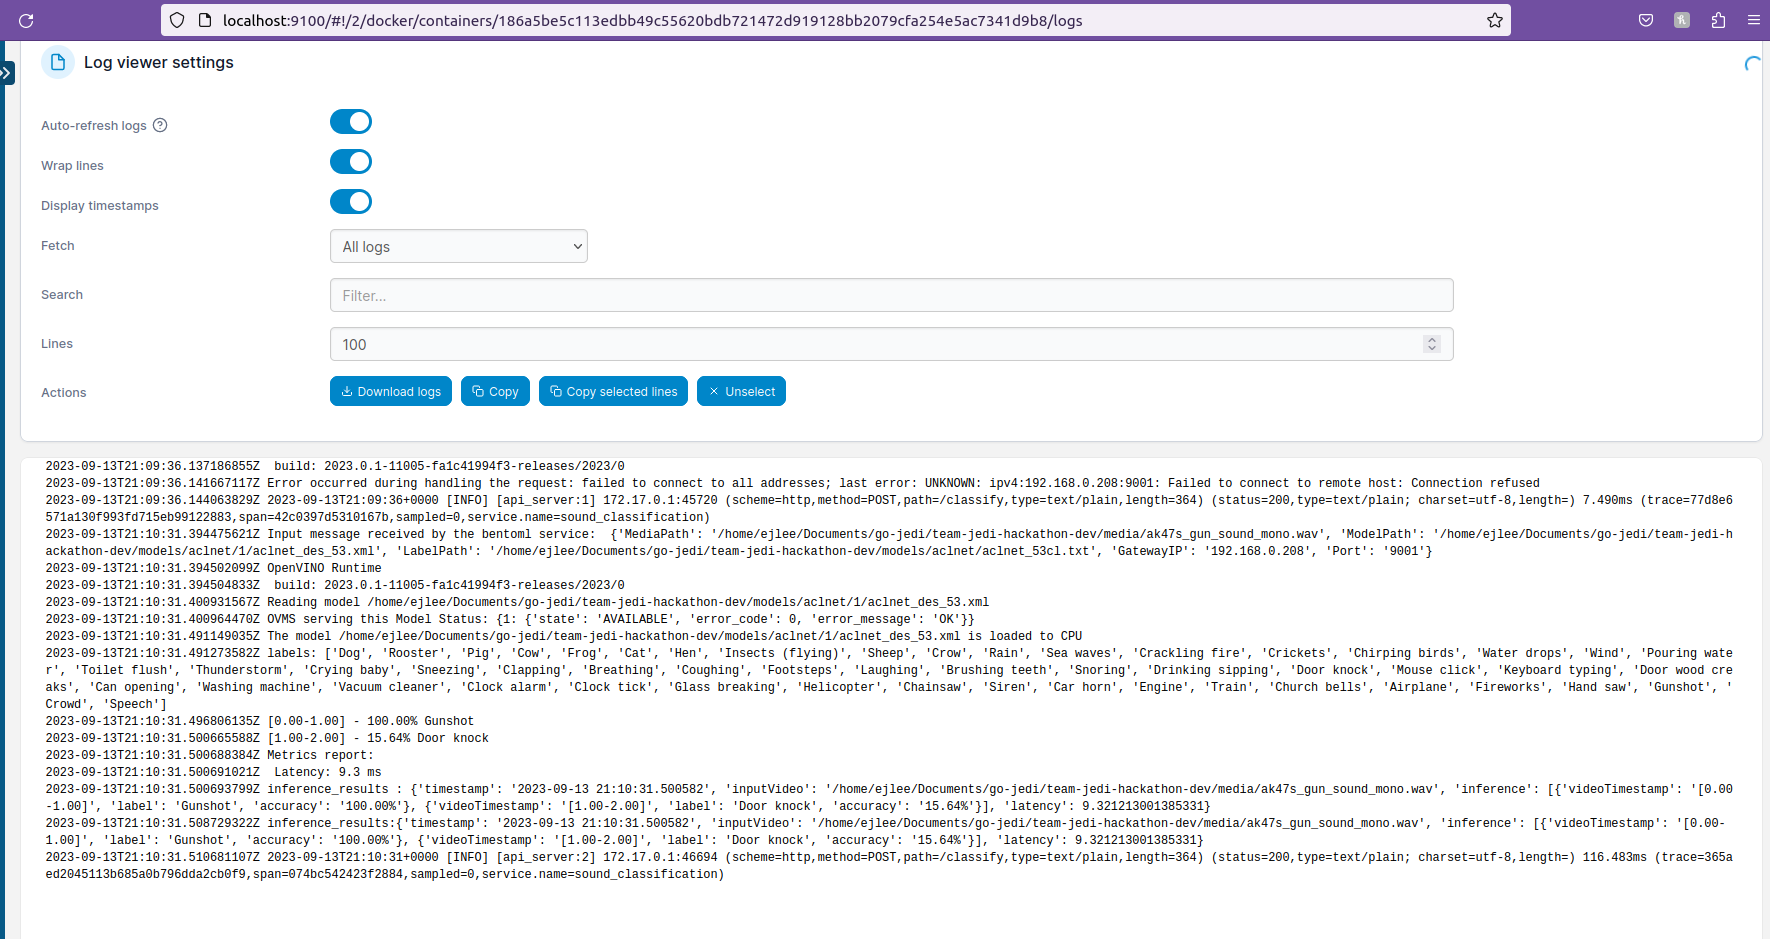 localhost:9100/#!/2/docker/containers/186a5be5c113edbb49c55620bdb721472d919128bb2079cfa254e5ac7341d9b8/logs
Log viewer settings
Auto-refresh logs
Wrap lines
Display timestamps
Fetch
All logs
Search
Filter...
Lines
100
Actions
Download logs
Copy
Copy selected lines
Unselect
2023-09-13T21:09:36.137186855Z  build: 2023.0.1-11005-fa1c41994f3-releases/2023/0
2023-09-13T21:09:36.141667117Z Error occurred during handling the request: failed to connect to all addresses; last error: UNKNOWN: ipv4:192.168.0.208:9001: Failed to connect to remote host: Connection refused
2023-09-13T21:09:36.144063829Z 2023-09-13T21:09:36+0000 [INFO] [api_server:1] 172.17.0.1:45720 (scheme=http,method=POST,path=/classify,type=text/plain,length=364) (status=200,type=text/plain; charset=utf-8,length=) 7.490ms (trace=77d8e6
571a130f993fd715eb99122883,span=42c0397d5310167b,sampled=0,service.name=sound_classification)
2023-09-13T21:10:31.394475621Z Input message received by the bentoml service:  {'MediaPath': '/home/ejlee/Documents/go-jedi/team-jedi-hackathon-dev/media/ak47s_gun_sound_mono.wav', 'ModelPath': '/home/ejlee/Documents/go-jedi/team-jedi-h
ackathon-dev/models/aclnet/1/aclnet_des_53.xml', 'LabelPath': '/home/ejlee/Documents/go-jedi/team-jedi-hackathon-dev/models/aclnet/aclnet_53cl.txt', 'GatewayIP': '192.168.0.208', 'Port': '9001'}
2023-09-13T21:10:31.394502099Z OpenVINO Runtime
2023-09-13T21:10:31.394504833Z  build: 2023.0.1-11005-fa1c41994f3-releases/2023/0
2023-09-13T21:10:31.400931567Z Reading model /home/ejlee/Documents/go-jedi/team-jedi-hackathon-dev/models/aclnet/1/aclnet_des_53.xml
2023-09-13T21:10:31.400964470Z OVMS serving this Model Status: {1: {'state': 'AVAILABLE', 'error_code': 0, 'error_message': 'OK'}}
2023-09-13T21:10:31.491149035Z The model /home/ejlee/Documents/go-jedi/team-jedi-hackathon-dev/models/aclnet/1/aclnet_des_53.xml is loaded to CPU
2023-09-13T21:10:31.491273582Z labels: ['Dog', 'Rooster', 'Pig', 'Cow', 'Frog', 'Cat', 'Hen', 'Insects (flying)', 'Sheep', 'Crow', 'Rain', 'Sea waves', 'Crackling fire', 'Crickets', 'Chirping birds', 'Water drops', 'Wind', 'Pouring wate
r', 'Toilet flush', 'Thunderstorm', 'Crying baby', 'Sneezing', 'Clapping', 'Breathing', 'Coughing', 'Footsteps', 'Laughing', 'Brushing teeth', 'Snoring', 'Drinking sipping', 'Door knock', 'Mouse click', 'Keyboard typing', 'Door wood cre
aks', 'Can opening', 'Washing machine', 'Vacuum cleaner', 'Clock alarm', 'Clock tick', 'Glass breaking', 'Helicopter', 'Chainsaw', 'Siren', 'Car horn', 'Engine', 'Train', 'Church bells', 'Airplane', 'Fireworks', 'Hand saw', 'Gunshot', '
Crowd', 'Speech']
2023-09-13T21:10:31.496806135Z [0.00-1.00] - 100.00% Gunshot
2023-09-13T21:10:31.500665588Z [1.00-2.00] - 15.64% Door knock
2023-09-13T21:10:31.500688384Z Metrics report:
2023-09-13T21:10:31.500691021Z  Latency: 9.3 ms
2023-09-13T21:10:31.500693799Z inference_results : {'timestamp': '2023-09-13 21:10:31.500582', 'inputVideo': '/home/ejlee/Documents/go-jedi/team-jedi-hackathon-dev/media/ak47s_gun_sound_mono.wav', 'inference': [{'videoTimestamp': '[0.00
-1.00]', 'label': 'Gunshot', 'accuracy': '100.00%'}, {'videoTimestamp': '[1.00-2.00]', 'label': 'Door knock', 'accuracy': '15.64%'}], 'latency': 9.321213001385331}
2023-09-13T21:10:31.508729322Z inference_results:{'timestamp': '2023-09-13 21:10:31.500582', 'inputVideo': '/home/ejlee/Documents/go-jedi/team-jedi-hackathon-dev/media/ak47s_gun_sound_mono.wav', 'inference': [{'videoTimestamp': '[0.00-
1.00]', 'label': 'Gunshot', 'accuracy': '100.00%'}, {'videoTimestamp': '[1.00-2.00]', 'label': 'Door knock', 'accuracy': '15.64%'}], 'latency': 9.321213001385331}
2023-09-13T21:10:31.510681107Z 2023-09-13T21:10:31+0000 [INFO] [api_server:2] 172.17.0.1:46694 (scheme=http,method=POST,path=/classify,type=text/plain,length=364) (status=200,type=text/plain; charset=utf-8,length=) 116.483ms (trace=365a
ed2045113b685a0b796dda2cb0f9,span=074bc542423f2884,sampled=0,service.name=sound_classification)